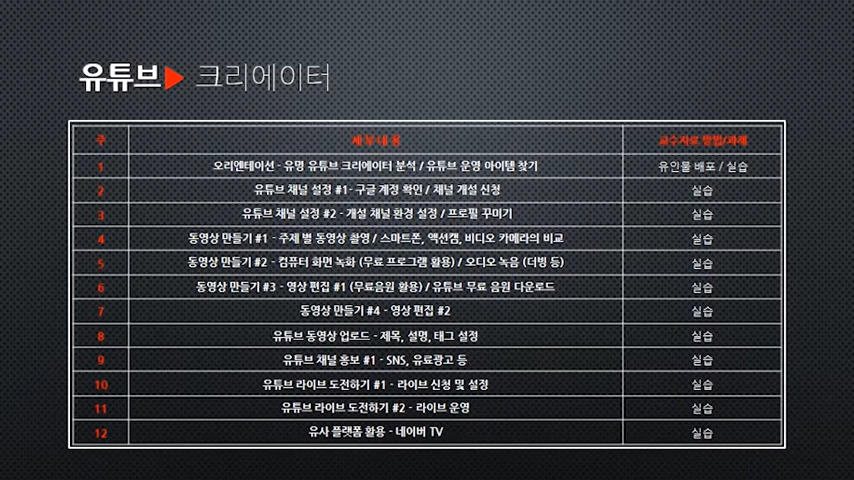 유튜브▶ 크리에이터
주 세 부 내 용 교수자료 방법/과제
1 오리엔테이션 - 유명 유튜브 크리에이터 분석 / 유튜브 운영 아이템 찾기 유인물 배포 / 실습
2 유튜브 채널 설정 #1- 구글 계정 확인 / 채널 개설 신청 실습
3 유튜브 채널 설정 #2 - 개설 채널 환경 설정 / 프로필 꾸미기 실습
4 동영상 만들기 #1 - 주제 별 동영상 촬영 / 스마트폰, 액션캠, 비디오 카메라의 비교 실습
5 동영상 만들기 #2 - 컴퓨터 화면 녹화 (무료 프로그램 활용) / 오디오 녹음 (더빙 등) 실습
6 동영상 만들기 #3 - 영상 편집 #1 (무료음원 활용) / 유튜브 무료 음원 다운로드 실습
7 동영상 만들기 #4 - 영상 편집 #2 실습
8 유튜브 동영상 업로드 - 제목, 설명, 태그 설정 실습
9 유튜브 채널 홍보 #1 - SNS, 유료광고 등 실습
10 유튜브 라이브 도전하기 #1 - 라이브 신청 및 설정 실습
11 유튜브 라이브 도전하기 #2 - 라이브 운영 실습
12 유사 플랫폼 활용 - 네이버 TV 실습